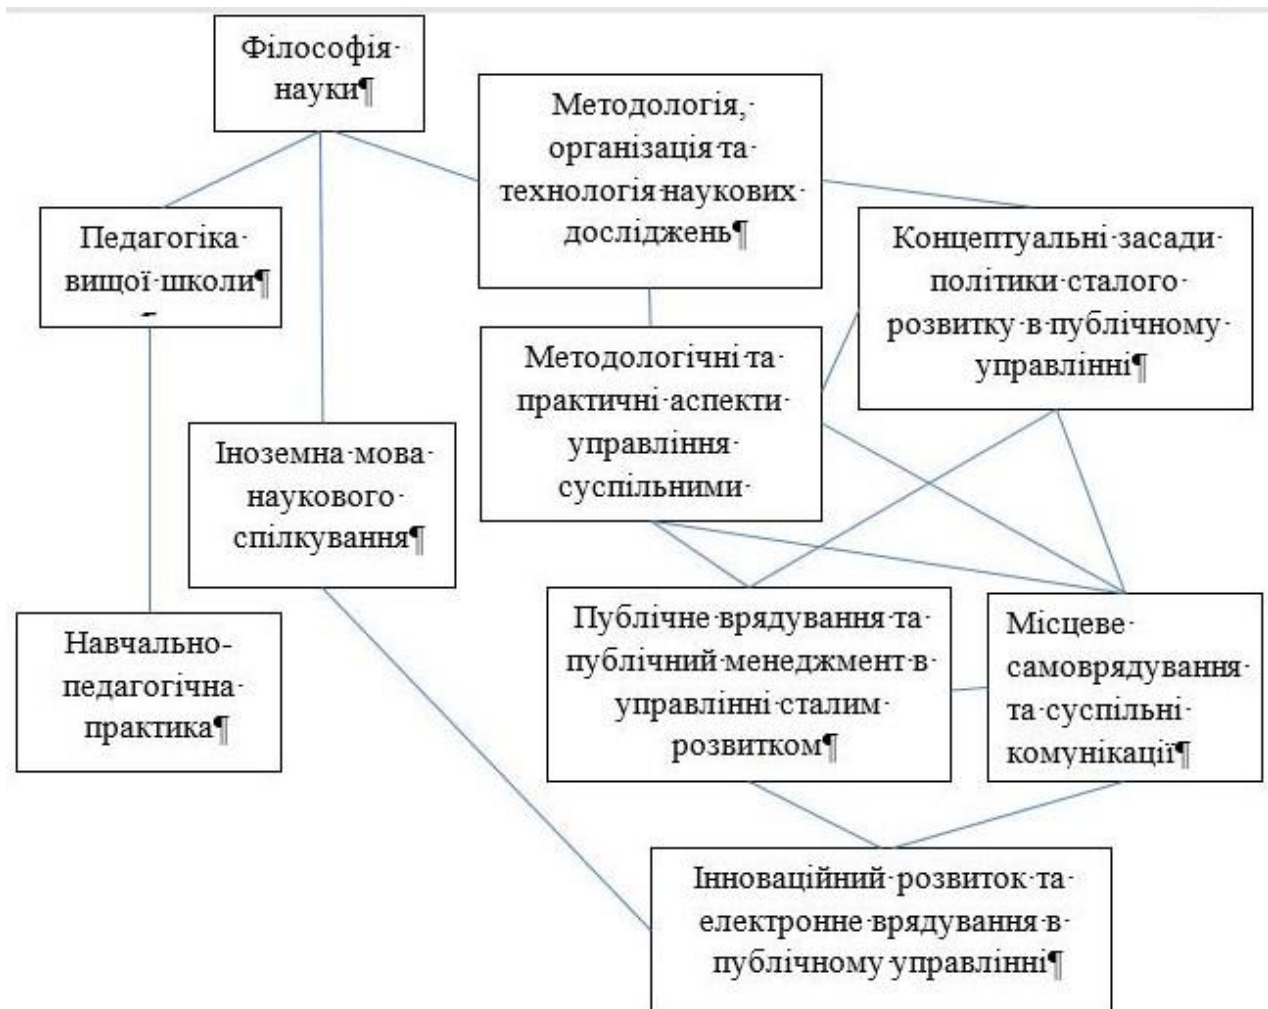 Філософія·
науки¶
Методологія,·
організація·та·
технологія·наукових·
досліджень¶
Педагогіка·
вищої·школи¶
¶
Концептуальні·засади·
політики·сталого·
розвитку·в·публічному·
управлінні¶
Методологічні·та·
практичні·аспекти·
управління·
суспільними·
Іноземна·мова·
наукового·
спілкування¶
Навчально-
педагогічна·
практика¶
Публічне·врядування·та·
публічний·менеджмент·в·
управлінні·сталим·
розвитком¶
Місцеве·
самоврядування·
та·суспільні·
комунікації¶
Інноваційний·розвиток·та·
електронне·врядування·в·
публічному·управлінні¶